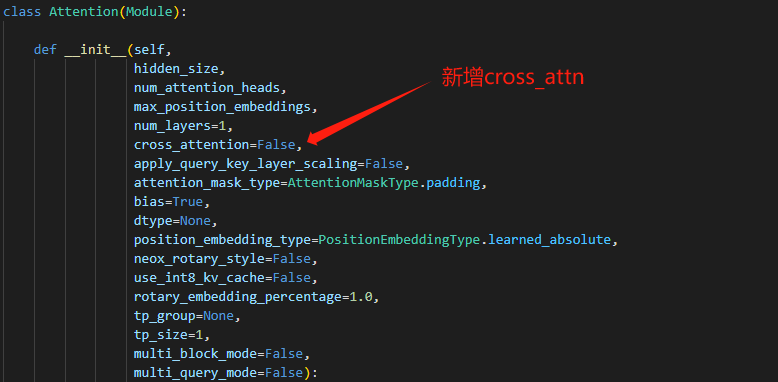 class Attention(Module):
def __init__(self,
hidden_size,
num_attention_heads,
max_position_embeddings,
num_layers=1,
cross_attention=False,
新增cross_attn
apply_query_key_layer_scaling=False,
attention_mask_type=AttentionMaskType.padding,
bias=True,
dtype=None,
position_embedding_type=PositionEmbeddingType.learned_absolute,
neox_rotary_style=False,
use_int8_kv_cache=False,
rotary_embedding_percentage=1.0,
tp_group=None,
tp_size=1,
multi_block_mode=False,
multi_query_mode=False):